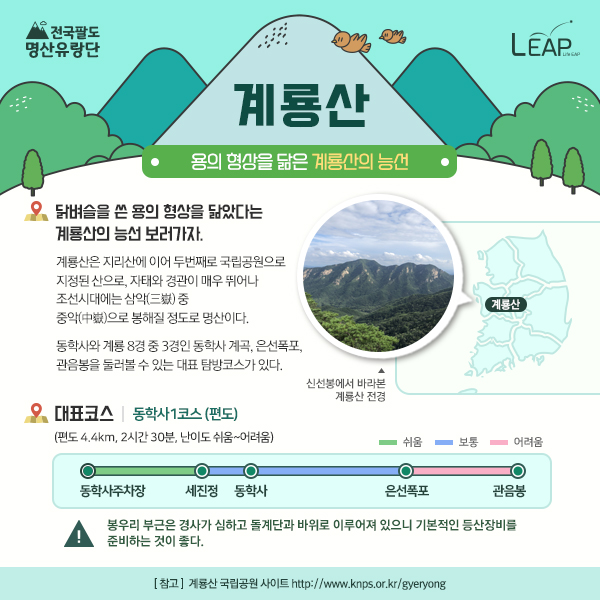 전국팔도
명산유랑단
LEAP
Life EAP
계룡산
용의 형상을 닮은 계룡산의 능선
닭벼슬을 쓴 용의 형상을 닮았다는
계룡산의 능선 보러가자.
계룡산은 지리산에 이어 두번째로 국립공원으로
지정된 산으로, 자태와 경관이 매우 뛰어나
조선시대에는 삼악(三嶽) 중
중악(中嶽)으로 봉해질 정도로 명산이다.
동학사와 계룡 8경 중 3경인 동학사 계곡, 은선폭포,
관음봉을 둘러볼 수 있는 대표 탐방코스가 있다.
계룡산
▲
신선봉에서 바라본
계룡산 전경
대표코스 | 동학사1코스 (편도)
(편도 4.4km, 2시간 30분, 난이도 쉬움~어려움)
쉬움 보통 어려움
동학사주차장 세진정 동학사 은선폭포 관음봉
봉우리 부근은 경사가 심하고 돌계단과 바위로 이루어져 있으니 기본적인 등산장비를
준비하는 것이 좋다.
[ 참고 ] 계룡산 국립공원 사이트 http://www.knps.or.kr/gyeryong